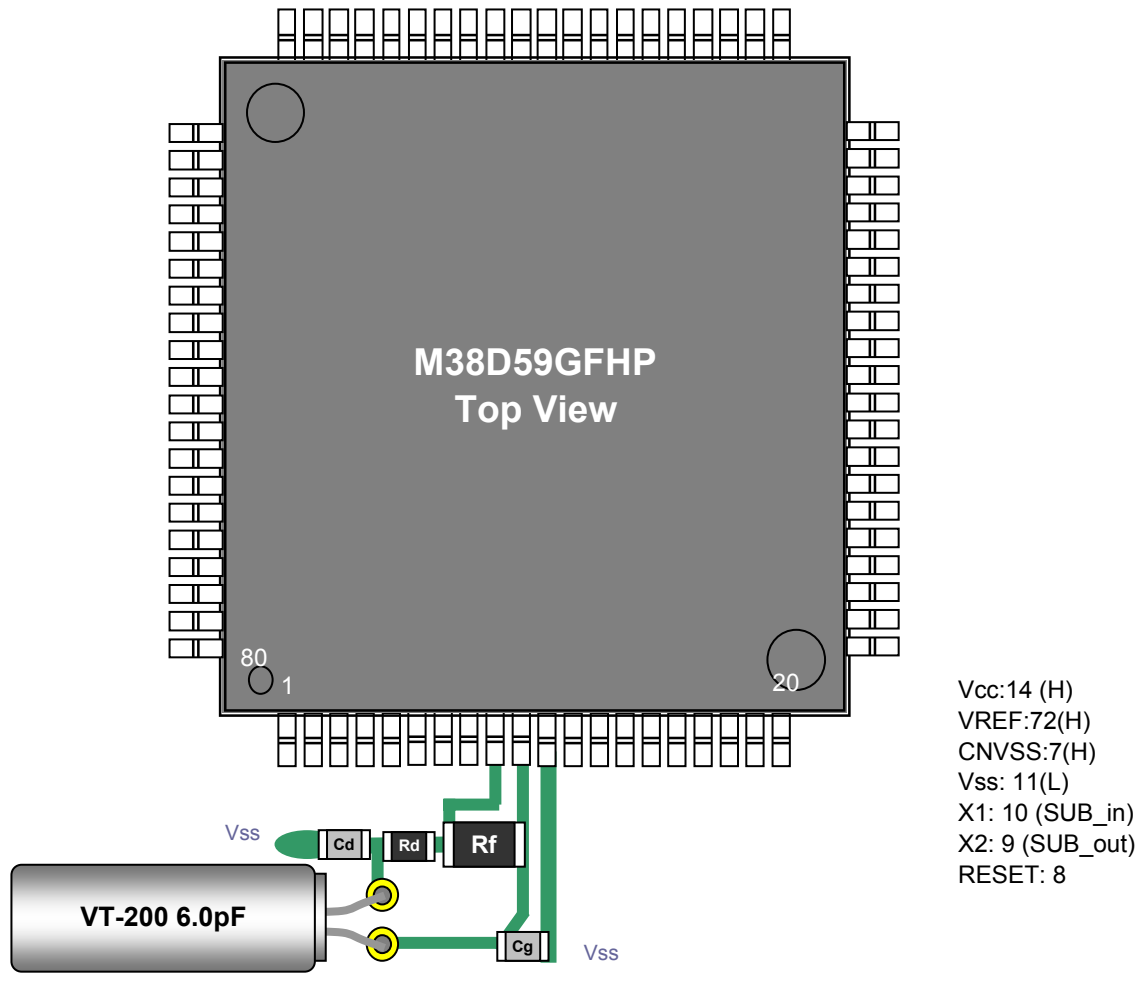 M38D59GFHP
Top View
80
1
20
Vcc:14 (H)
VREF:72(H)
CNVSS:7(H)
Vss: 11(L)
X1: 10 (SUB_in)
X2: 9 (SUB_out)
RESET: 8
Vss
Cd
Rd
Rf
VT-200 6.0pF
Cg
Vss